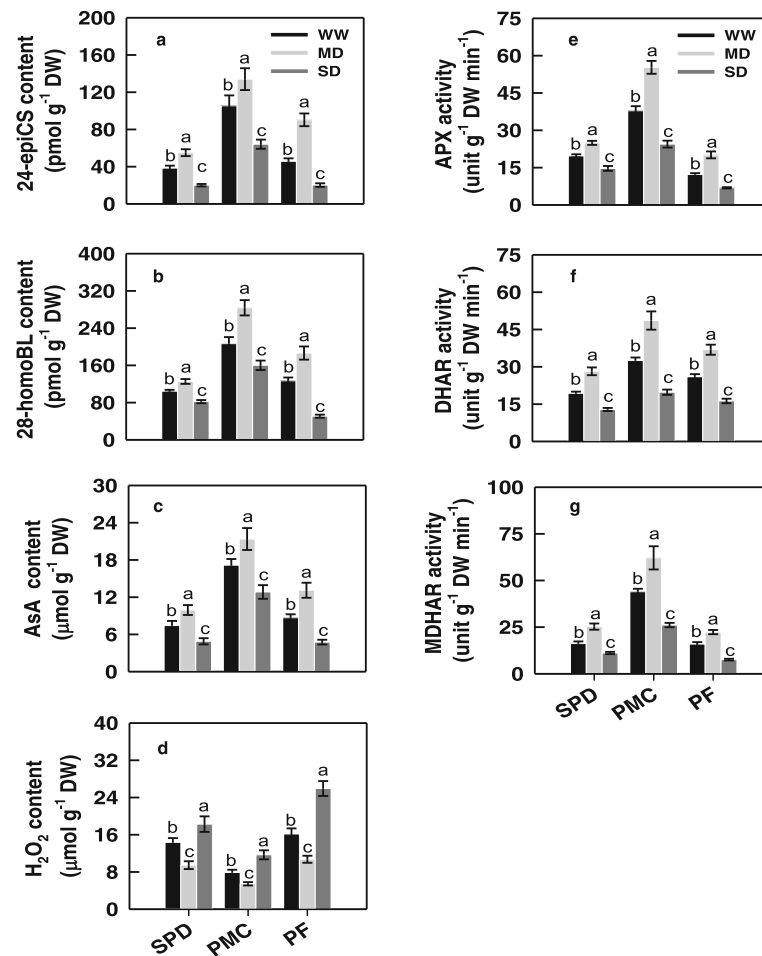 24-epiCS content
(pmol g-1 DW)
200
160
120
80
40
0
a
WW
MD
SD
b
a
c
b
a
c
b
a
c
28-homoBL content
(pmol g-1 DW)
400
320
240
160
80
0
b
b
a
c
b
a
c
b
a
c
AsA content
(μmol g-1 DW)
30
24
18
12
6
0
c
b
a
c
b
a
c
b
a
c
H2O2 content
(μmol g-1 DW)
40
32
24
16
8
0
d
b
c
a
b
c
a
b
c
a
SPD
PMC
PF
APX activity
(unit g-1 DW min-1)
75
60
45
30
15
0
e
WW
MD
SD
b
a
c
b
a
c
b
a
c
DHAR activity
(unit g-1 DW min-1)
75
60
45
30
15
0
f
b
a
c
b
a
c
b
a
c
MDHAR activity
(unit g-1 DW min-1)
100
75
50
25
0
g
b
a
c
b
a
c
b
a
c
SPD
PMC
PF